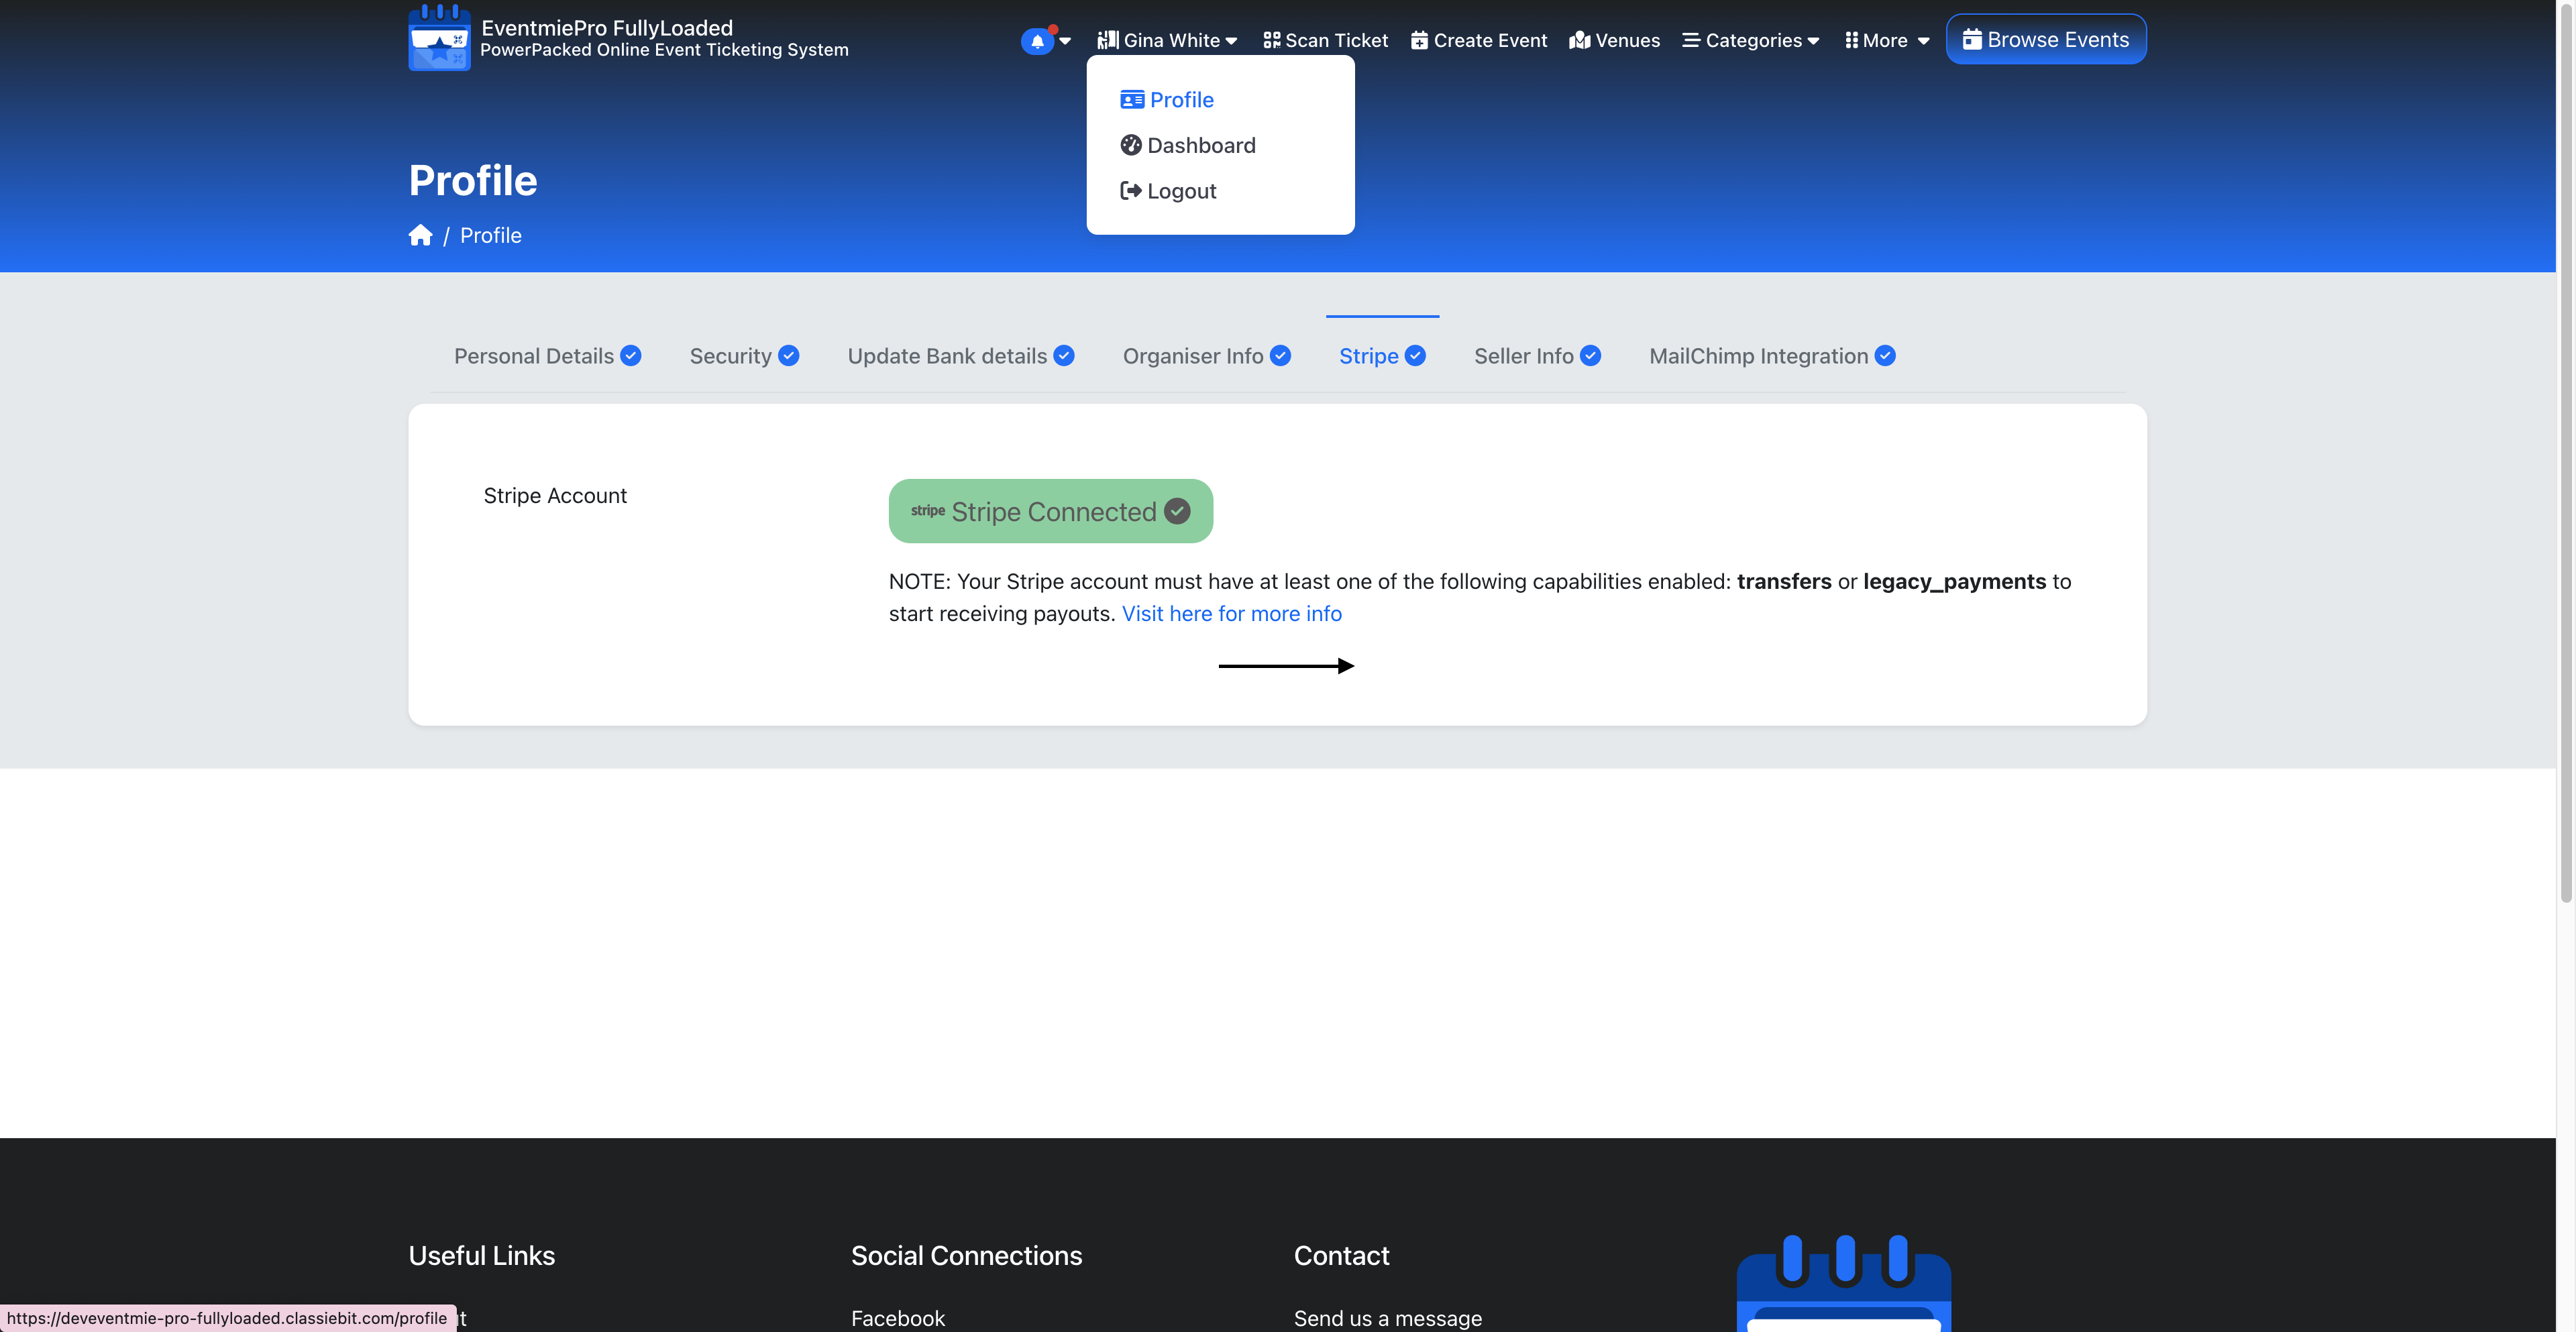 EventmiePro FullyLoaded
PowerPacked Online Event Ticketing System
Gina White
Scan Ticket
Create Event
Venues
Categories
More
Browse Events
Profile
Dashboard
Logout
Profile
/ Profile
Personal Details
Security
Update Bank details
Organiser Info
Stripe
Seller Info
MailChimp Integration
Stripe Account
stripe Stripe Connected
NOTE: Your Stripe account must have at least one of the following capabilities enabled: transfers or legacy_payments to
start receiving payouts. Visit here for more info
Useful Links
Social Connections
Contact
Facebook
Send us a message
https://deveventmie-pro-fullyloaded.classiebit.com/profile